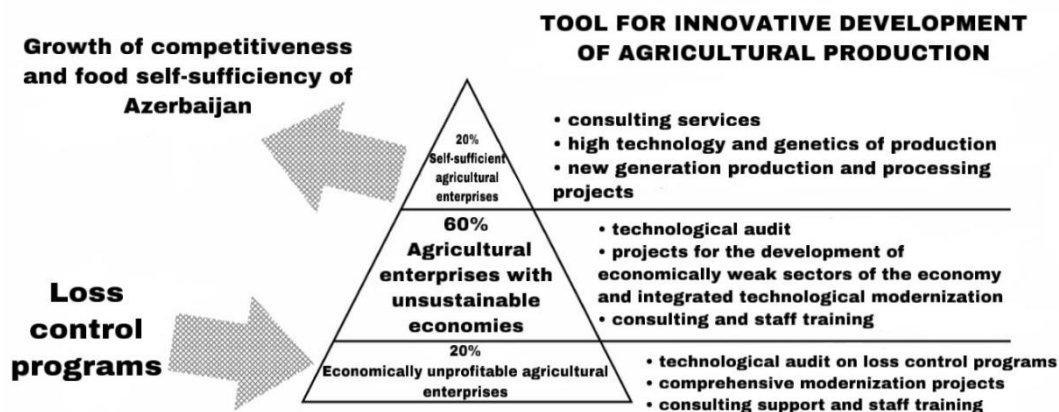 TOOL FOR INNOVATIVE DEVELOPMENT
OF AGRICULTURAL PRODUCTION
Growth of competitiveness
and food self-sufficiency of
Azerbaijan
20%
Self-sufficient
agricultural
enterprises
• consulting services
• high technology and genetics of production
• new generation production and processing
projects
60%
Agricultural
enterprises with
unsustainable
economies
• technological audit
• projects for the development of
economically weak sectors of the economy
and integrated technological modernization
• consulting and staff training
Loss
control
programs
20%
Economically unprofitable agricultural
enterprises
• technological audit on loss control programs
• comprehensive modernization projects
• consulting support and staff training